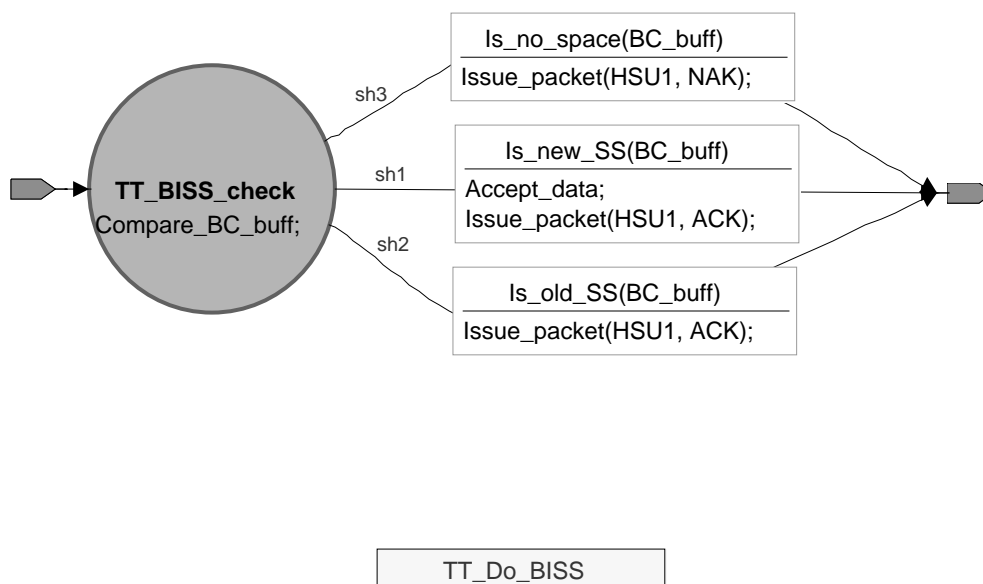 Is_no_space(BC_buff)
Issue_packet(HSU1, NAK);
sh3
Is_new_SS(BC_buff)
sh1
TT_BISS_check
Accept_data;
Compare_BC_buff;
Issue_packet(HSU1, ACK);
sh2
Is_old_SS(BC_buff)
Issue_packet(HSU1, ACK);
TT_Do_BISS